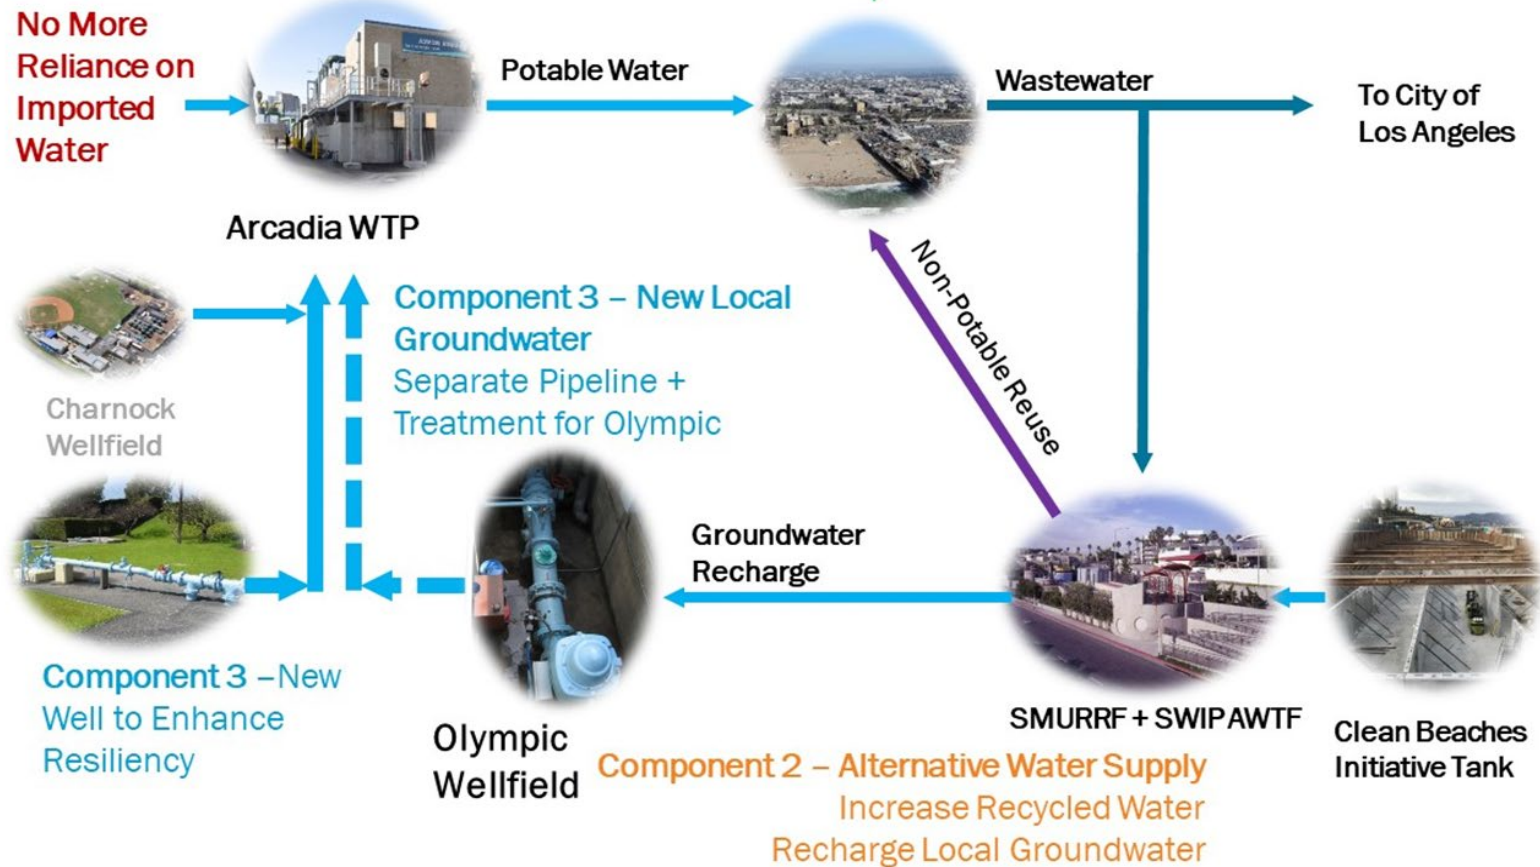 No More
Reliance on
Imported
Water
Potable Water
Wastewater
To City of
Los Angeles
Arcadia WTP
Component 3 – New Local
Groundwater
Separate Pipeline +
Treatment for Olympic
Non-Potable Reuse
Charnock
Wellfield
Groundwater
Recharge
Component 3 –New
Well to Enhance
Resiliency
Olympic
Wellfield
SMURRF + SWIP AWTF
Clean Beaches
Initiative Tank
Component 2 – Alternative Water Supply
Increase Recycled Water
Recharge Local Groundwater